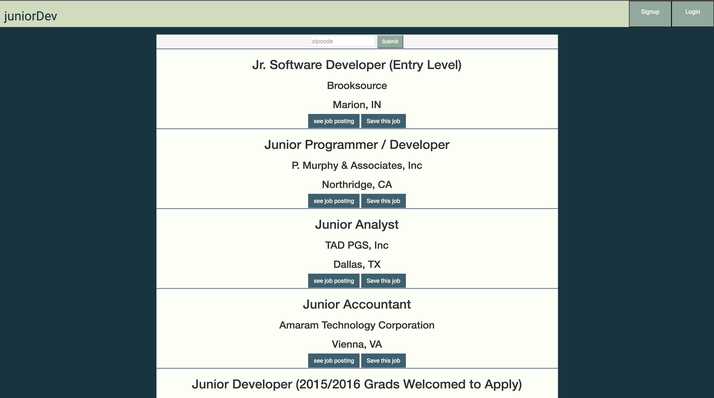 juniorDev
Signup
Login
zipcode
Submit
Jr. Software Developer (Entry Level)
Brooksource
Marion, IN
see job posting
Save this job
Junior Programmer / Developer
P. Murphy & Associates, Inc
Northridge, CA
see job posting
Save this job
Junior Analyst
TAD PGS, Inc
Dallas, TX
see job posting
Save this job
Junior Accountant
Amaram Technology Corporation
Vienna, VA
see job posting
Save this job
Junior Developer (2015/2016 Grads Welcomed to Apply)